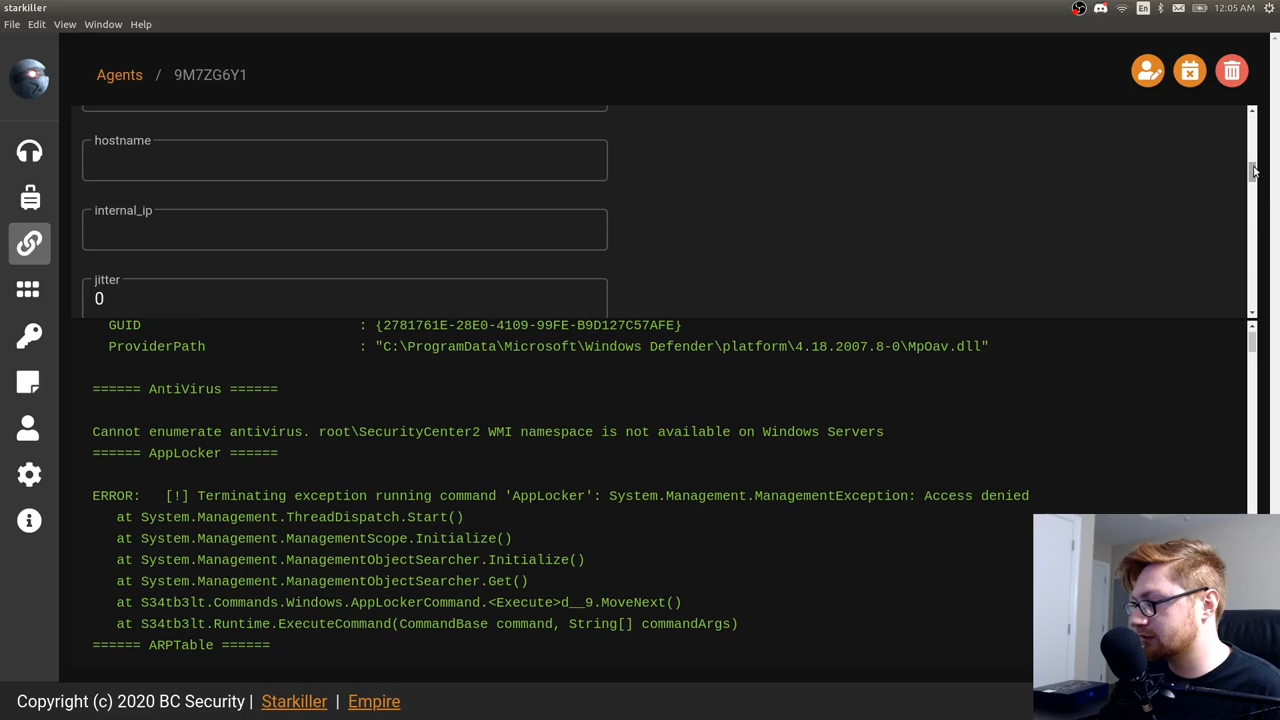 starkiller
En
12:05 AM
File Edit View Window Help
Agents / 9M7ZG6Y1
hostname
internal_ip
jitter
0
GUID : {2781761E-28E0-4109-99FE-B9D127C57AFE}
ProviderPath : "C:\ProgramData\Microsoft\Windows Defender\platform\4.18.2007.8-0\MpOav.dll"
====== AntiVirus ======
Cannot enumerate antivirus. root\SecurityCenter2 WMI namespace is not available on Windows Servers
====== AppLocker ======
ERROR: [!] Terminating exception running command 'AppLocker': System.Management.ManagementException: Access denied
at System.Management.ThreadDispatch.Start()
at System.Management.ManagementScope.Initialize()
at System.Management.ManagementObjectSearcher.Initialize()
at System.Management.ManagementObjectSearcher.Get()
at S34tb3lt.Commands.Windows.AppLockerCommand.<Execute>d__9.MoveNext()
at S34tb3lt.Runtime.ExecuteCommand(CommandBase command, String[] commandArgs)
====== ARPTable ======
Copyright (c) 2020 BC Security | Starkiller | Empire